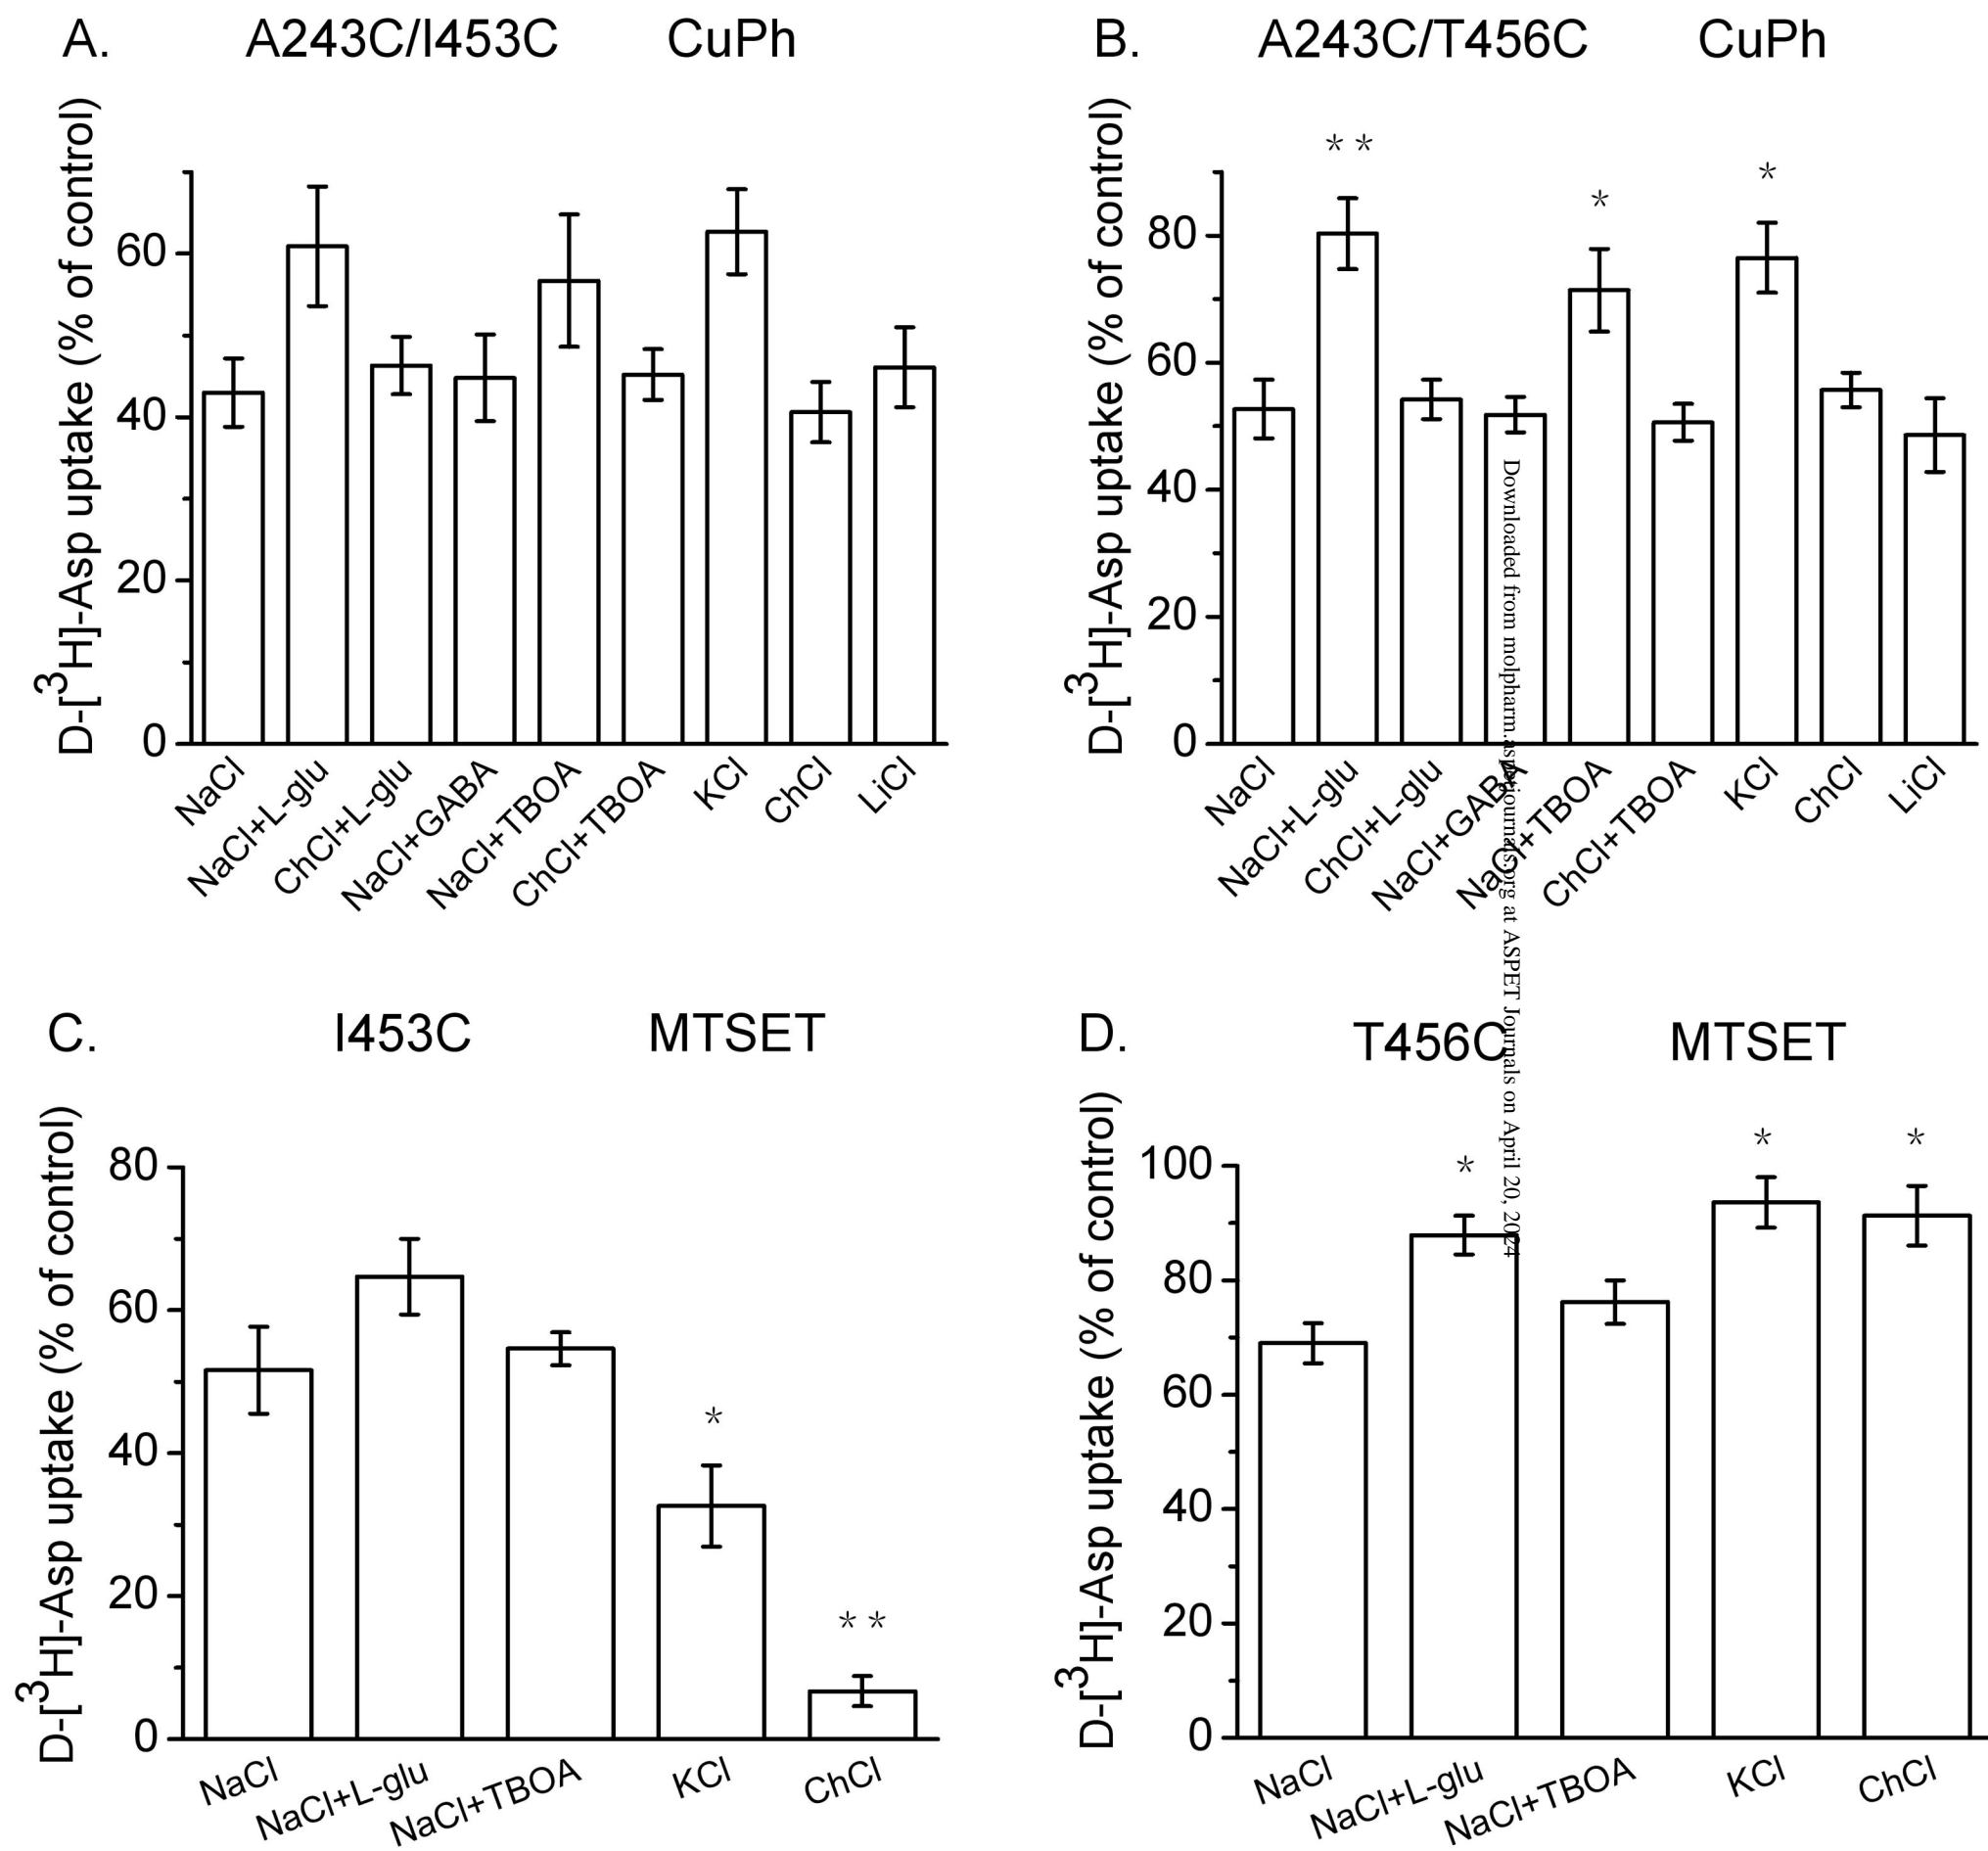 A. A243C/I453C CuPh
D-[3H]-Asp uptake (% of control)
60
40
20
0
NaCl
NaCl+L-glu
ChCl+L-glu
NaCl+GABA
NaCl+TBOA
ChCl+TBOA
KCl
ChCl
LiCl
B. A243C/T456C CuPh
D-[3H]-Asp uptake (% of control)
* *
*
*
80
60
40
20
0
NaCl
NaCl+L-glu
ChCl+L-glu
NaCl+GABA
NaCl+TBOA
ChCl+TBOA
KCl
ChCl
LiCl
Downloaded from molpharm.aspetjournals.org at ASPET Journals on April 20, 2024
C. I453C MTSET
D-[3H]-Asp uptake (% of control)
80
60
40
20
0
*
* *
NaCl
NaCl+L-glu
NaCl+TBOA
KCl
ChCl
D. T456C MTSET
D-[3H]-Asp uptake (% of control)
100
80
60
40
20
0
*
*
*
NaCl
NaCl+L-glu
NaCl+TBOA
KCl
ChCl